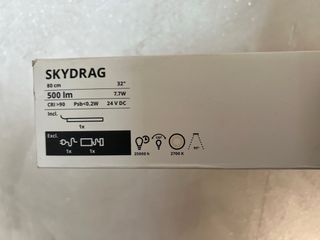 SKYDRAG
80 cm 32"
500 lm 7.7W
CRI >90 Psb<0.2W 24 V DC
Incl.
1x
Excl.
1x 1x
25000 h 2700 K